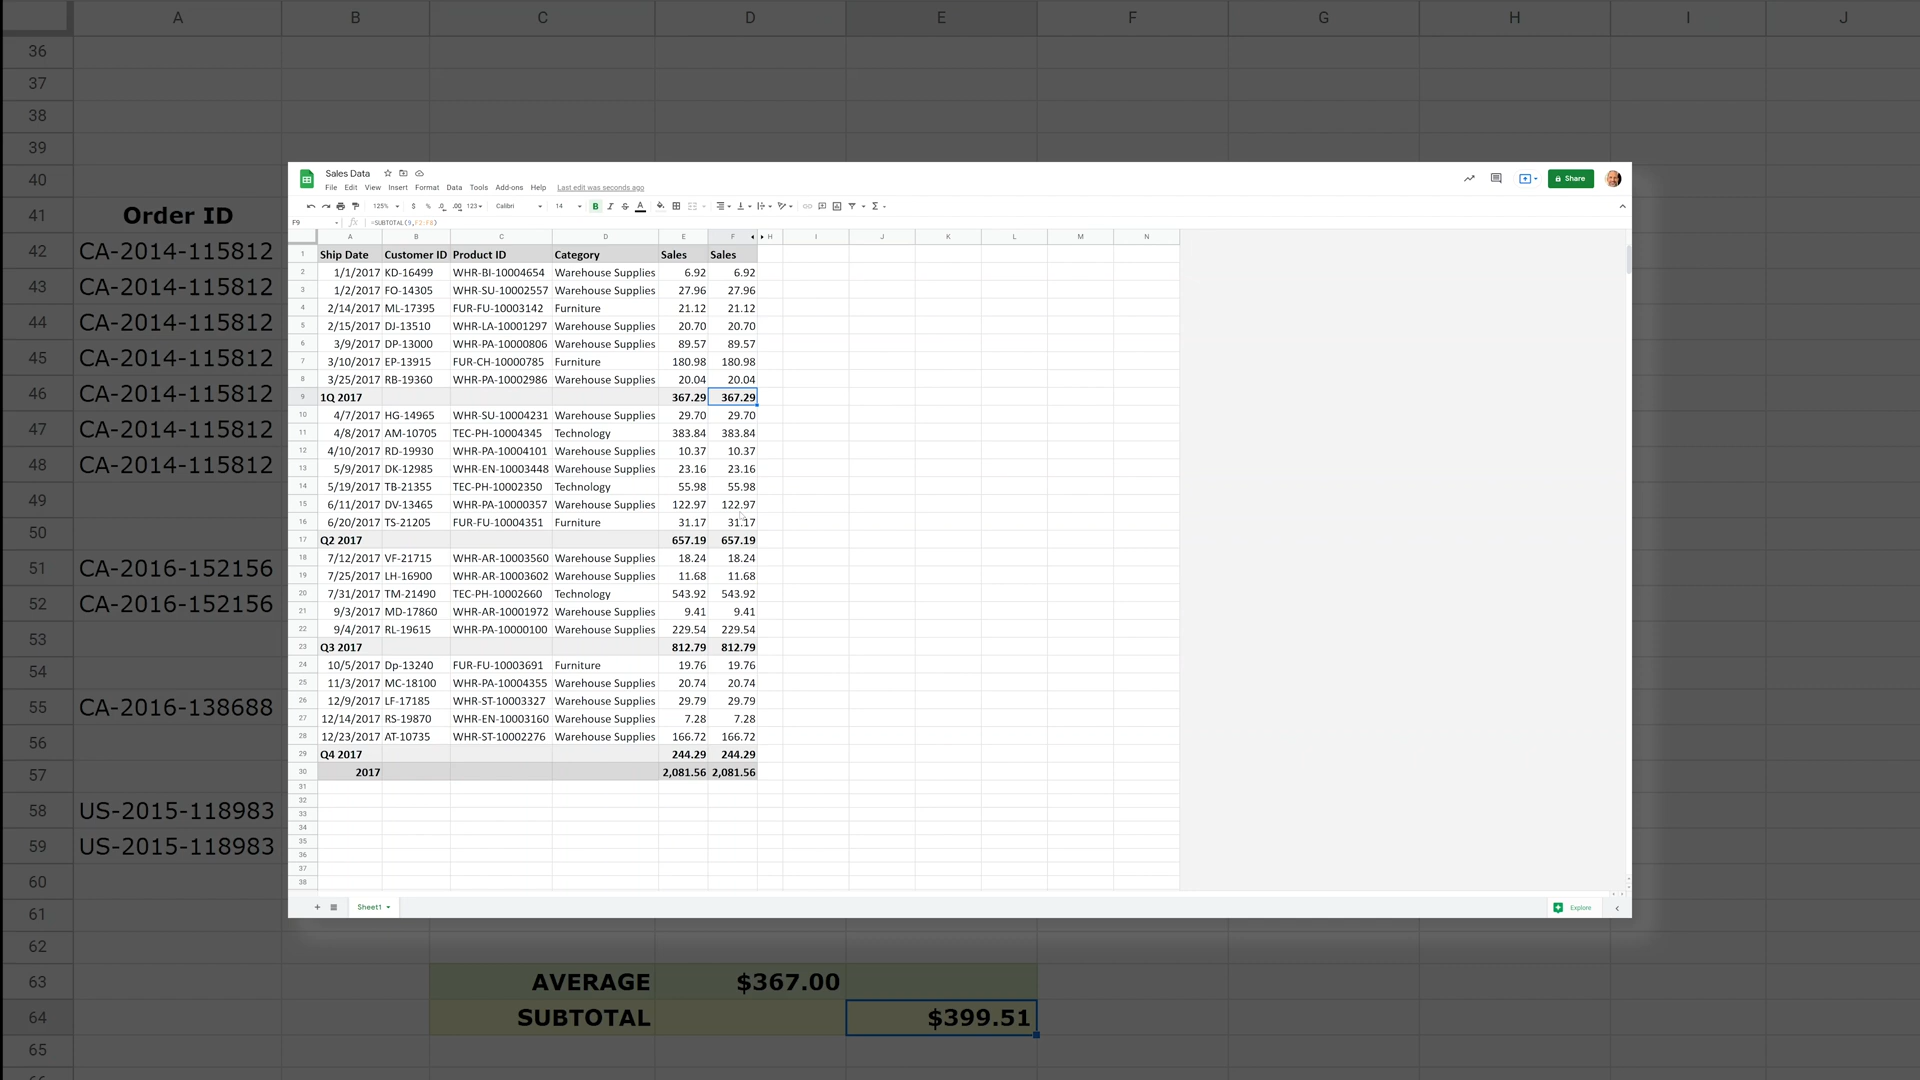 A B C D E F G H I J
36
37
38
39
40
41 Order ID
42 CA-2014-115812
43 CA-2014-115812
44 CA-2014-115812
45 CA-2014-115812
46 CA-2014-115812
47 CA-2014-115812
48 CA-2014-115812
49
50
51 CA-2016-152156
52 CA-2016-152156
53
54
55 CA-2016-138688
56
57
58 US-2015-118983
59 US-2015-118983
60
61
62
63 AVERAGE $367.00
64 SUBTOTAL $399.51
65
Sales Data
Share
File Edit View Insert Format Data Tools Add-ons Help Last edit was seconds ago
125% $ % .0 .00 123 Calibri 14 B I S A
F9 fx =SUBTOTAL(9,F2:F8)
A B C D E F H I J K L M N
1 Ship Date Customer ID Product ID Category Sales Sales
2 1/1/2017 KD-16499 WHR-BI-10004654 Warehouse Supplies 6.92 6.92
3 1/2/2017 FO-14305 WHR-SU-10002557 Warehouse Supplies 27.96 27.96
4 2/14/2017 ML-17395 FUR-FU-10003142 Furniture 21.12 21.12
5 2/15/2017 DJ-13510 WHR-LA-10001297 Warehouse Supplies 20.70 20.70
6 3/9/2017 DP-13000 WHR-PA-10000806 Warehouse Supplies 89.57 89.57
7 3/10/2017 EP-13915 FUR-CH-10000785 Furniture 180.98 180.98
8 3/25/2017 RB-19360 WHR-PA-10002986 Warehouse Supplies 20.04 20.04
9 1Q 2017 367.29 367.29
10 4/7/2017 HG-14965 WHR-SU-10004231 Warehouse Supplies 29.70 29.70
11 4/8/2017 AM-10705 TEC-PH-10004345 Technology 383.84 383.84
12 4/10/2017 RD-19930 WHR-PA-10004101 Warehouse Supplies 10.37 10.37
13 5/9/2017 DK-12985 WHR-EN-10003448 Warehouse Supplies 23.16 23.16
14 5/19/2017 TB-21355 TEC-PH-10002350 Technology 55.98 55.98
15 6/11/2017 DV-13465 WHR-PA-10000357 Warehouse Supplies 122.97 122.97
16 6/20/2017 TS-21205 FUR-FU-10004351 Furniture 31.17 31.17
17 Q2 2017 657.19 657.19
18 7/12/2017 VF-21715 WHR-AR-10003560 Warehouse Supplies 18.24 18.24
19 7/25/2017 LH-16900 WHR-AR-10003602 Warehouse Supplies 11.68 11.68
20 7/31/2017 TM-21490 TEC-PH-10002660 Technology 543.92 543.92
21 9/3/2017 MD-17860 WHR-AR-10001972 Warehouse Supplies 9.41 9.41
22 9/4/2017 RL-19615 WHR-PA-10000100 Warehouse Supplies 229.54 229.54
23 Q3 2017 812.79 812.79
24 10/5/2017 Dp-13240 FUR-FU-10003691 Furniture 19.76 19.76
25 11/3/2017 MC-18100 WHR-PA-10004355 Warehouse Supplies 20.74 20.74
26 12/9/2017 LF-17185 WHR-ST-10003327 Warehouse Supplies 29.79 29.79
27 12/14/2017 RS-19870 WHR-EN-10003160 Warehouse Supplies 7.28 7.28
28 12/23/2017 AT-10735 WHR-ST-10002276 Warehouse Supplies 166.72 166.72
29 Q4 2017 244.29 244.29
30 2017 2,081.56 2,081.56
31
32
33
34
35
36
37
38
Sheet1
Explore